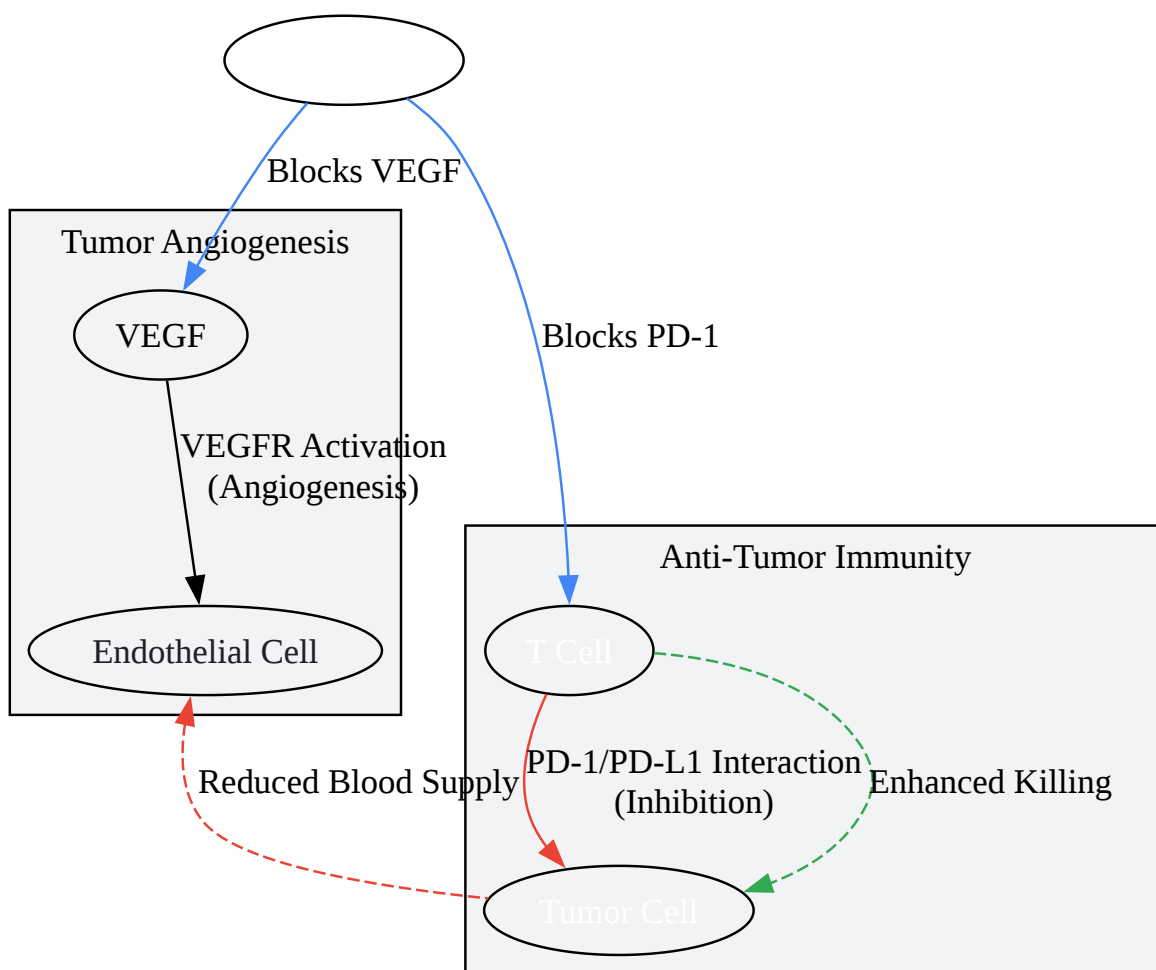 Blocks VEGF
Tumor Angiogenesis
VEGF
Blocks PD-1
VEGFR Activation
(Angiogenesis)
Anti-Tumor Immunity
Endothelial Cell
T Cell
Reduced Blood Supply
PD-1/PD-L1 Interaction
(Inhibition)
Enhanced Killing
Tumor Cell